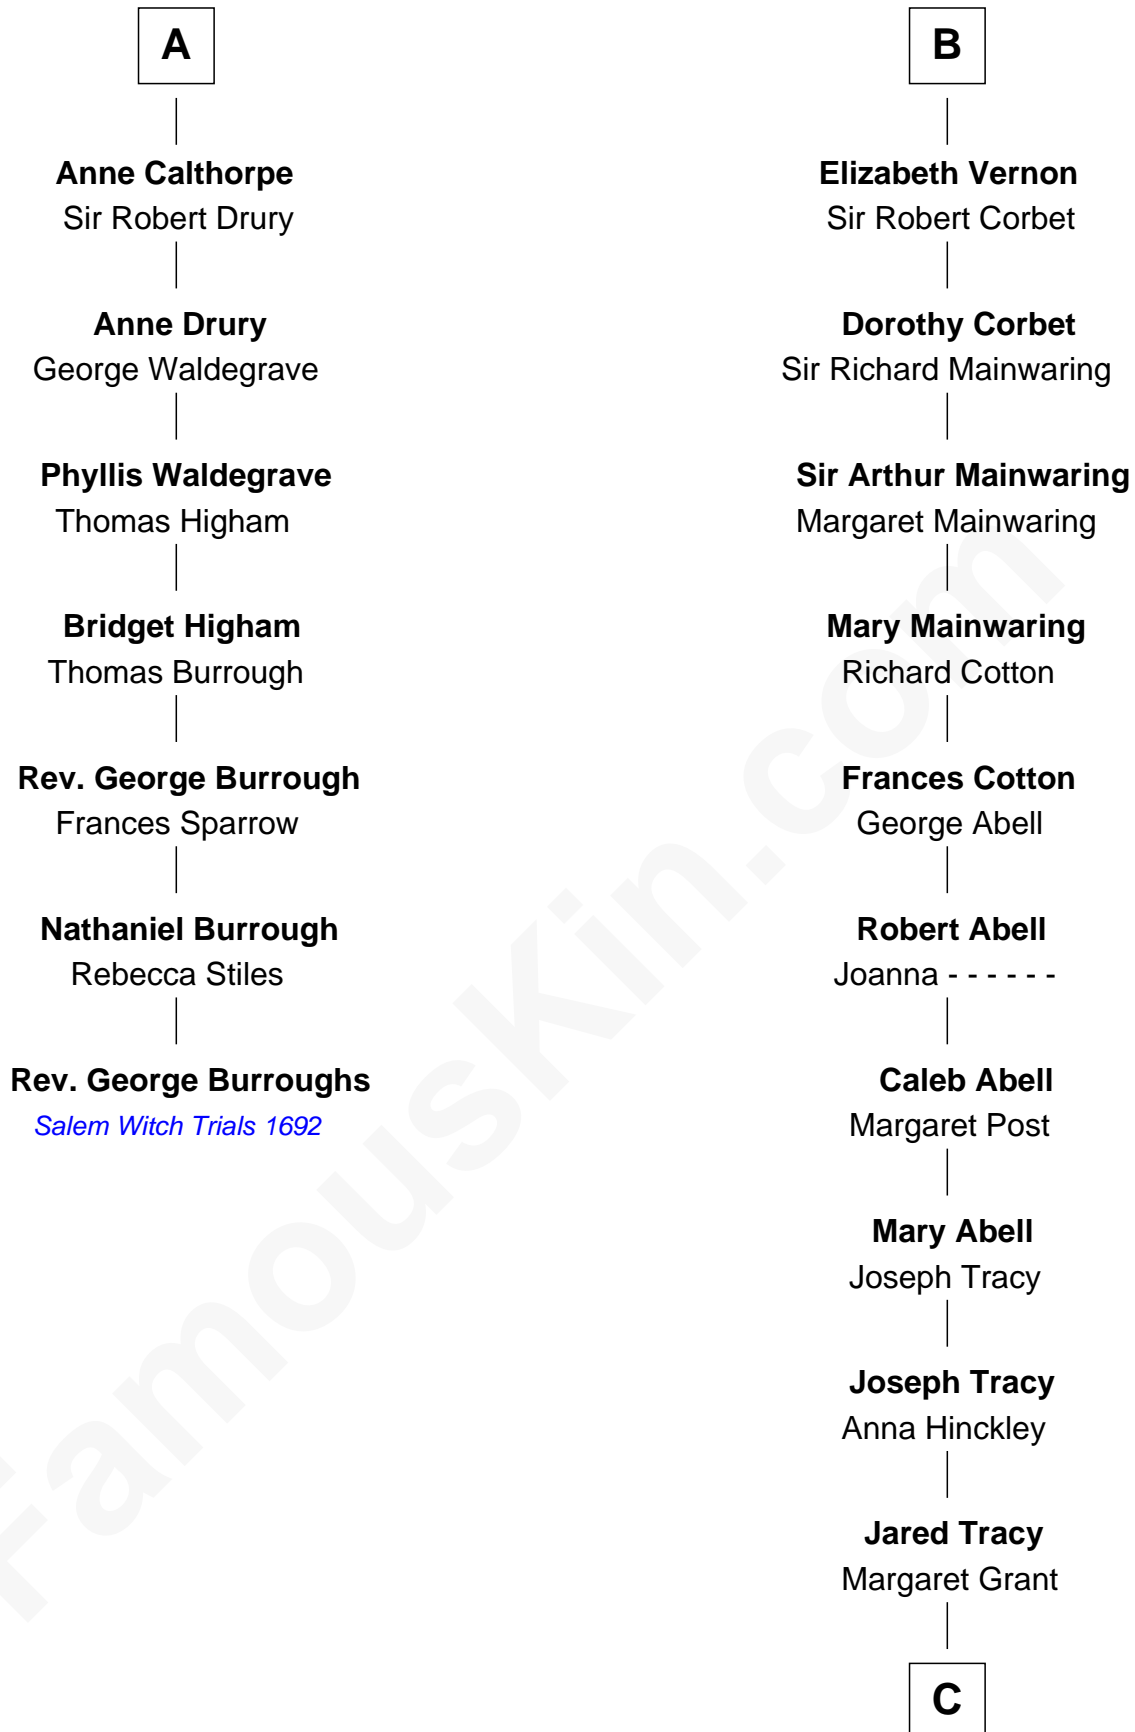 A
Anne Calthorpe
Sir Robert Drury
Anne Drury
George Waldegrave
Phyllis Waldegrave
Thomas Higham
Bridget Higham
Thomas Burrough
Rev. George Burrough
Frances Sparrow
Nathaniel Burrough
Rebecca Stiles
Rev. George Burroughs
Salem Witch Trials 1692
B
Elizabeth Vernon
Sir Robert Corbet
Dorothy Corbet
Sir Richard Mainwaring
Sir Arthur Mainwaring
Margaret Mainwaring
Mary Mainwaring
Richard Cotton
Frances Cotton
George Abell
Robert Abell
Joanna - - - - - -
Caleb Abell
Margaret Post
Mary Abell
Joseph Tracy
Joseph Tracy
Anna Hinckley
Jared Tracy
Margaret Grant
C
FamousKin.com